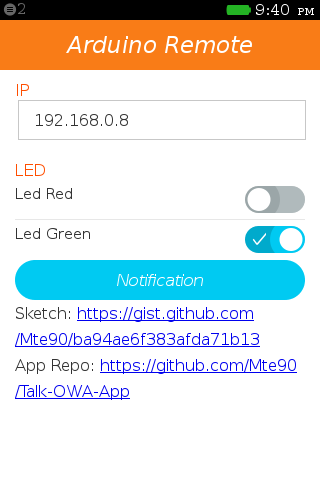 2
9:40 PM
Arduino Remote
IP
192.168.0.8
LED
Led Red
Led Green
Notification
Sketch: https://gist.github.com
/Mte90/ba94ae6f383afda71b13
App Repo: https://github.com/Mte90
/Talk-OWA-App